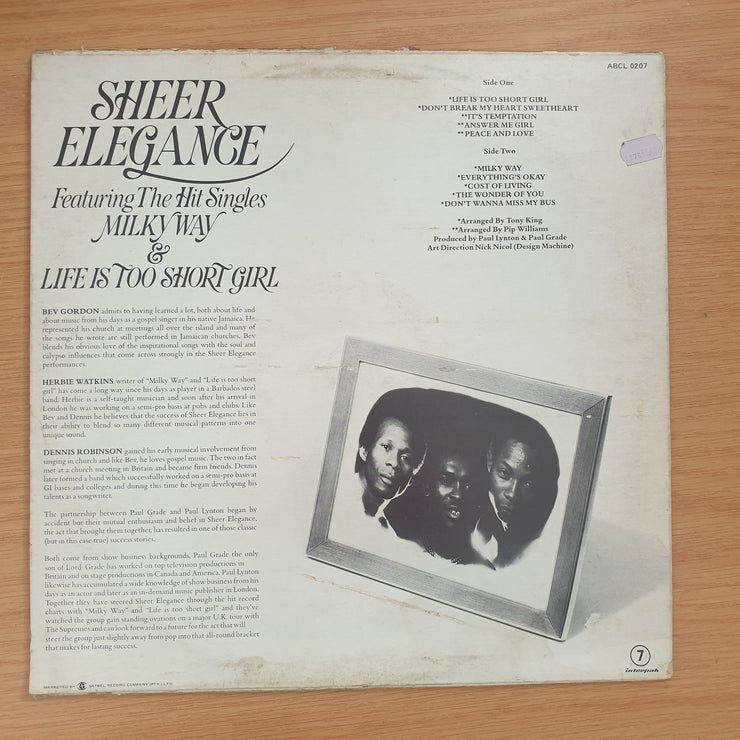 SHEER
ELEGANCE
Featuring The Hit Singles
MILKY WAY
&
LIFE IS TOO SHORT GIRL
BEV GORDON admits to having learned a lot, both about life and
about music from his days as a gospel singer in his native Jamaica. He
represented his church at meetings all over the island and many of
the songs he wrote are still performed in Jamaican churches. Bev
blends his obvious love of the inspirational songs with the soul and
calypso influences that come across strongly in the Sheer Elegance
performances.
HERBIE WATKINS writer of "Milky Way" and "Life is too short
girl" has come a long way since his days as player in a Barbados steel
band. Herbie is a self-taught musician and soon after his arrival in
London he was working on a semi-pro basis at pubs and clubs. Like
Bev and Dennis he believes that the success of Sheer Elegance lies in
their ability to blend so many different musical patterns into one
unique sound.
DENNIS ROBINSON gained his early musical involvement from
singing in church and like Bev, he loves gospel music. The two in fact
met at a church meeting in Britain and became firm friends. Dennis
later formed a band which successfully worked on a semi-pro basis at
GI bases and colleges and during this time he began developing his
talents as a songwriter.
The partnership between Paul Grade and Paul Lynton began by
accident but their mutual enthusiasm and belief in Sheer Elegance,
the act that brought them together, has resulted in one of those classic
(but in this case true) success stories.
Both come from show business backgrounds, Paul Grade the only
son of Lord Grade has worked on top television productions in
Britain and on stage productions in Canada and America. Paul Lynton
likewise has accumulated a wide knowledge of show business from his
days as an actor and later as an in-demand music publisher in London.
Together they have steered Sheer Elegance through the hit record
charts with "Milky Way" and "Life is too short girl" and they've
watched the group gain standing ovations on a major U.K. tour with
The Supremes and can look forward to a future for the act that will
steer the group just slightly away from pop into that all-round bracket
that makes for lasting success.
MARKETED BY SATBEL RECORD COMPANY (PTY.) LTD.
ABCL 0207
Side One
*LIFE IS TOO SHORT GIRL
*DON'T BREAK MY HEART SWEETHEART
**IT'S TEMPTATION
**ANSWER ME GIRL
**PEACE AND LOVE
Side Two
*MILKY WAY
*EVERYTHING'S OKAY
*COST OF LIVING
*THE WONDER OF YOU
*DON'T WANNA MISS MY BUS
*Arranged By Tony King
**Arranged By Pip Williams
Produced by Paul Lynton & Paul Grade
Art Direction Nick Nicol (Design Machine)
7
interpak